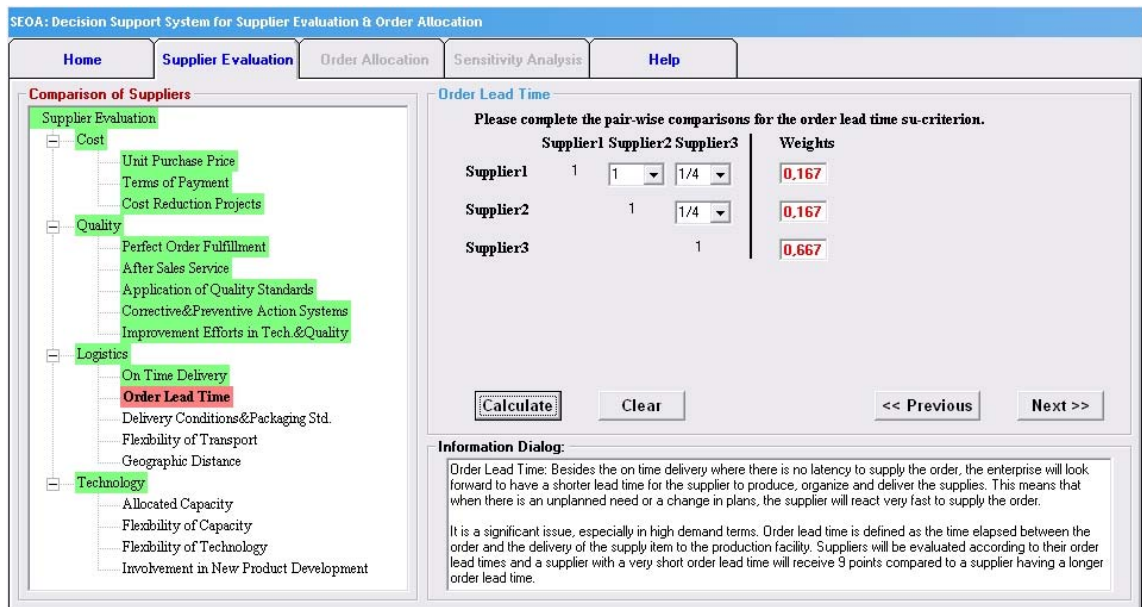 SEOA: Decision Support System for Supplier Evaluation & Order Allocation
Home Supplier Evaluation Order Allocation Sensitivity Analysis Help
Comparison of Suppliers
Supplier Evaluation
Cost
Unit Purchase Price
Terms of Payment
Cost Reduction Projects
Quality
Perfect Order Fulfillment
After Sales Service
Application of Quality Standards
Corrective&Preventive Action Systems
Improvement Efforts in Tech.&Quality
Logistics
On Time Delivery
Order Lead Time
Delivery Conditions&Packaging Std.
Flexibility of Transport
Geographic Distance
Technology
Allocated Capacity
Flexibility of Capacity
Flexibility of Technology
Involvement in New Product Development
Order Lead Time
Please complete the pair-wise comparisons for the order lead time su-criterion.
Supplier1 Supplier2 Supplier3 Weights
Supplier1 1 1 1/4 0,167
Supplier2 1 1/4 0,167
Supplier3 1 0,667
Calculate Clear << Previous Next >>
Information Dialog:
Order Lead Time: Besides the on time delivery where there is no latency to supply the order, the enterprise will look
forward to have a shorter lead time for the supplier to produce, organize and deliver the supplies. This means that
when there is an unplanned need or a change in plans, the supplier will react very fast to supply the order.
It is a significant issue, especially in high demand terms. Order lead time is defined as the time elapsed between the
order and the delivery of the supply item to the production facility. Suppliers will be evaluated according to their order
lead times and a supplier with a very short order lead time will receive 9 points compared to a supplier having a longer
order lead time.